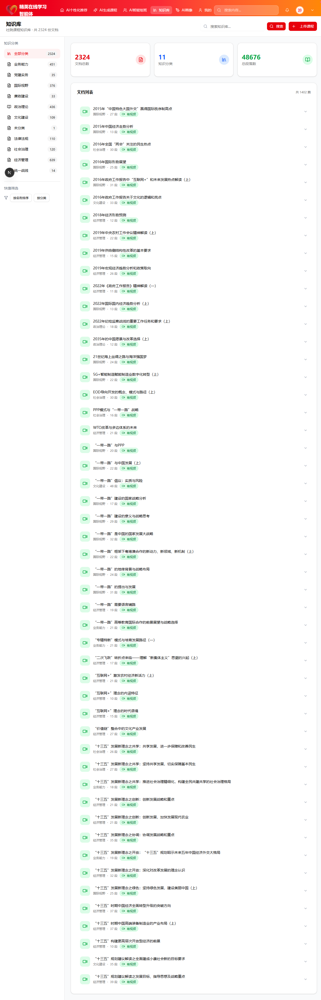 精英在线学习
智能体
AI个性化推荐
AI生成课程
AI智能组班
知识库
AI画像
我的
搜索内容...
游
知识库
社院课程知识库 · 共 2324 份文档
搜索知识库...
搜索
上传课程
知识分类
全部分类 2324
业务能力 451
党建实务 35
国际视野 376
廉政建设 33
政治理论 436
文化建设 109
未分类 1
法律法规 110
社会治理 120
经济管理 639
N
统一战线 14
快捷筛选
按名称排序
按分类
2324
文档总数
11
知识分类
48676
总段落数
文档列表
共 1402 篇
2015年“中国特色大国外交”赢得国际秩序制高点
国际视野 · 27 段 有视频
2015年中国经济走势分析
国际视野 · 13 段 有视频
2016年全国“两会”关注的民生热点
社会治理 · 30 段 有视频
2016年国际形势展望
国际视野 · 25 段 有视频
2016年政府工作报告中“互联网+”和未来发展热点解读（上）
国际视野 · 31 段 有视频
2016年政府工作报告关于文化的逻辑和亮点
文化建设 · 33 段 有视频
2018年经济形势预测
经济管理 · 12 段 有视频
2019年中央农村工作会议精神解读（上）
经济管理 · 22 段 有视频
2019年供给侧结构性改革的基本要求
经济管理 · 15 段 有视频
2019年宏观经济趋势分析和政策取向
经济管理 · 26 段 有视频
2022年《政府工作报告》精神解读（一）
经济管理 · 11 段 有视频
2022年国际国内经济趋势分析（上）
国际视野 · 13 段 有视频
2022年纪检监察战线的重要工作任务和要求（上）
政治理论 · 18 段 有视频
2035年的中国愿景与改革选择（上）
政治理论 · 12 段 有视频
21世纪海上丝绸之路与海洋强国梦
国际视野 · 24 段 有视频
5G+智能制造赋能制造业数字化转型（上）
国际视野 · 22 段 有视频
EOD导向开发的概念、模式与路径（上）
社会治理 · 30 段 有视频
PPP模式与“一带一路”战略
社会治理 · 16 段 有视频
WTO改革与多边体系的未来
经济管理 · 21 段 有视频
“一带一路”与PPP
国际视野 · 20 段 有视频
“一带一路”与中国发展（上）
国际视野 · 22 段 有视频
“一带一路”倡议：实质与风险
文化建设 · 48 段 有视频
“一带一路”建设的国家战略分析
国际视野 · 17 段 有视频
“一带一路”建设的意义与战略思考
国际视野 · 29 段 有视频
“一带一路”是中国的国家发展大战略
国际视野 · 32 段 有视频
“一带一路”框架下粤港澳合作的新动力、新领域、新机制（上）
国际视野 · 22 段 有视频
“一带一路”的地缘背景与战略布局
国际视野 · 24 段 有视频
“一带一路”的提出与发展
国际视野 · 31 段 有视频
“一带一路”需要语言铺路
经济管理 · 19 段 有视频
“一带一路”高等教育国际合作的前景展望与战略选择
业务能力 · 21 段 有视频
“专精特新”模式与培育发展路径（一）
业务能力 · 21 段 有视频
“二次飞跃”转折点来临——理解“新集体主义”思潮的兴起（上）
经济管理 · 17 段 有视频
“互联网+”激发农村经济新活力（上）
经济管理 · 21 段 有视频
“互联网+”理念的内涵特征
经济管理 · 10 段 有视频
“互联网+”理念的时代语境
经济管理 · 15 段 有视频
“价值链”整合中的文化产业发展
经济管理 · 27 段 有视频
“十三五”发展新理念之共享：共享发展，进一步保障和改善民生
社会治理 · 26 段 有视频
“十三五”发展新理念之共享：坚持共享发展，切实保障基本民生
社会治理 · 27 段 有视频
“十三五”发展新理念之共享：推进社会治理精细化，构建全民共建共享的社会治理格局
业务能力 · 18 段 有视频
“十三五”发展新理念之创新：创新发展战略和重点
经济管理 · 21 段 有视频
“十三五”发展新理念之创新：创新发展，加快发展现代农业
经济管理 · 21 段 有视频
“十三五”发展新理念之协调：协调发展战略和重点
经济管理 · 35 段 有视频
“十三五”发展新理念之开放：“十三五”规划昭示未来五年中国经济外交大格局
业务能力 · 19 段 有视频
“十三五”发展新理念之开放：深化对改革发展的理念认识
经济管理 · 32 段 有视频
“十三五”发展新理念之绿色：坚持绿色发展，建设美丽中国（上）
国际视野 · 25 段 有视频
“十三五”时期中国经济全面转型升级的突破方向
经济管理 · 37 段 有视频
“十三五”时期中国高端装备制造业的产业布局（上）
经济管理 · 37 段 有视频
“十三五”构建更高层次开放型经济的前景
经济管理 · 10 段 有视频
“十三五”规划建议解读之全面建成小康社会新的目标要求
文化建设 · 35 段 有视频
“十三五”规划建议解读之发展目标、指导思想及战略重点
经济管理 · 39 段 有视频